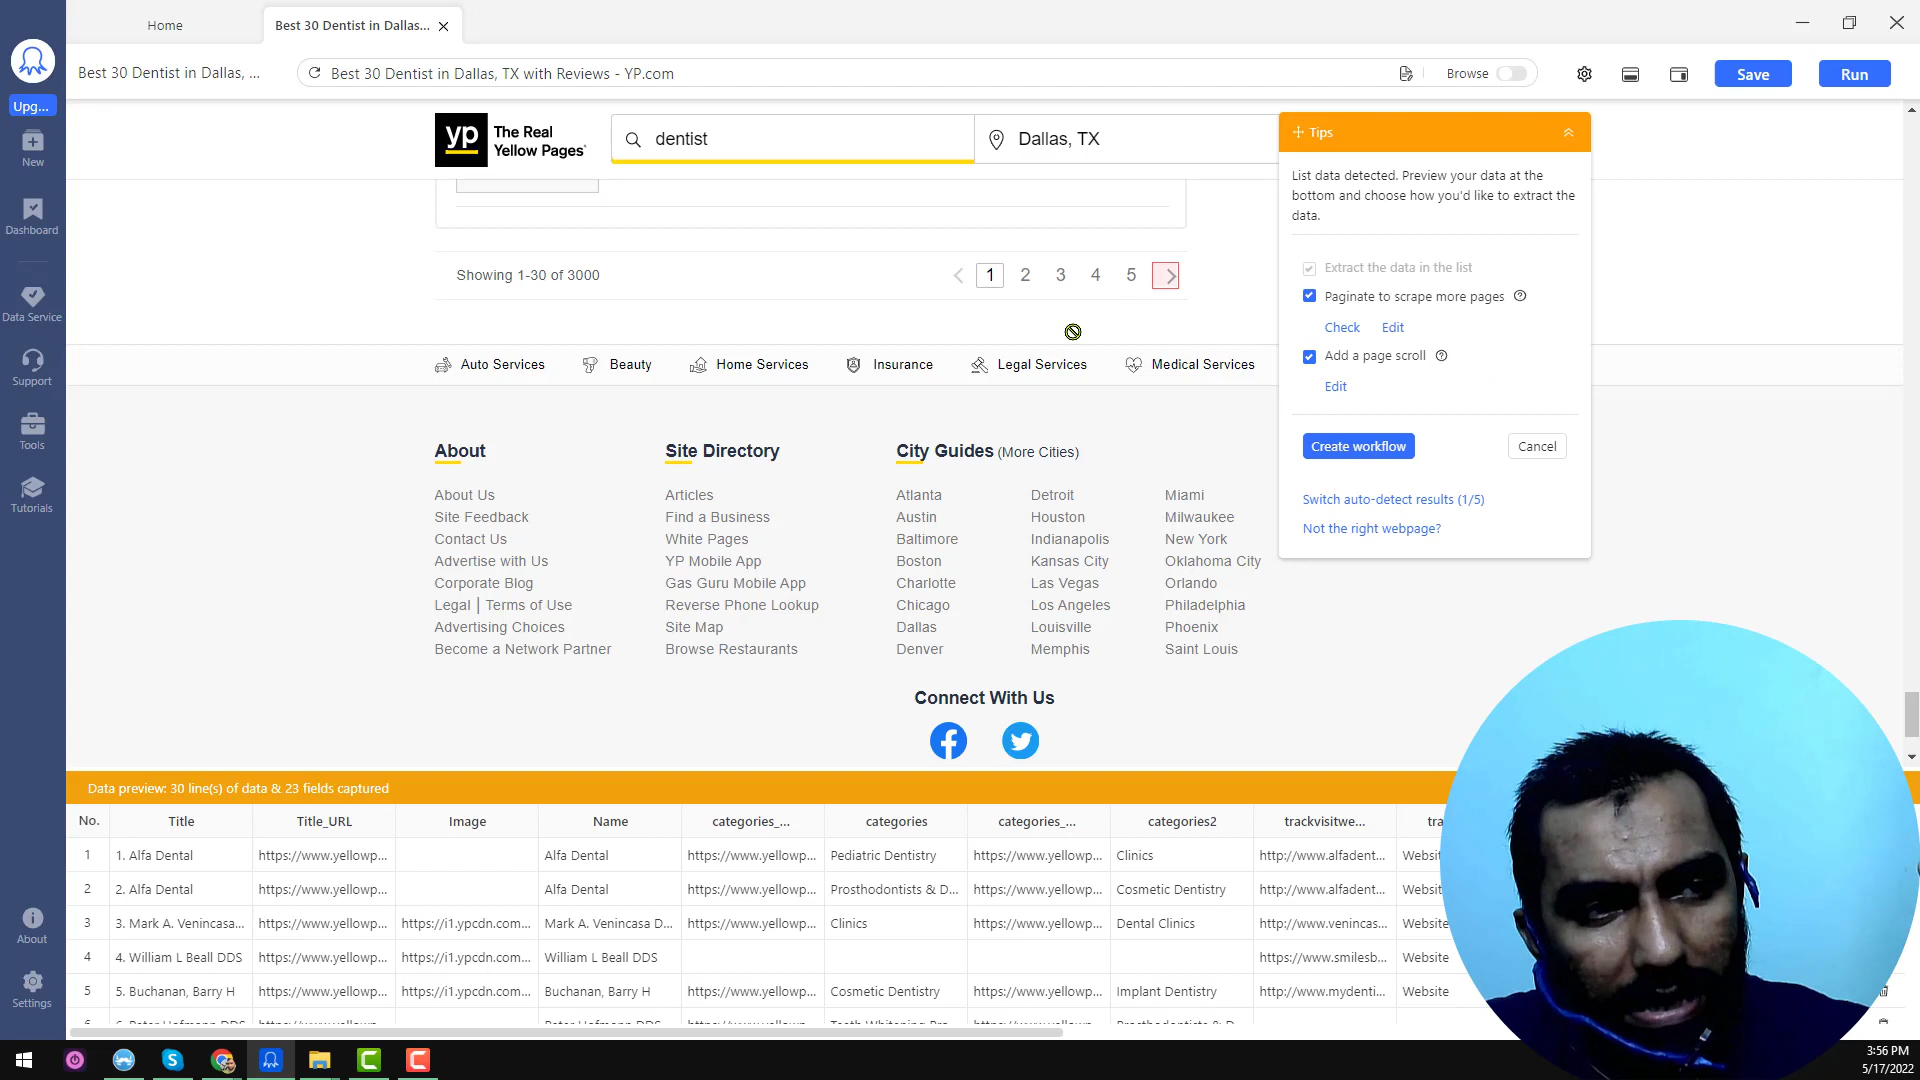 Home
Best 30 Dentist in Dallas...
Best 30 Dentist in Dallas, ...
Best 30 Dentist in Dallas, TX with Reviews - YP.com
Browse
Save
Run
Upg...
New
Dashboard
Data Service
Support
Tools
Tutorials
About
Settings
yp
The Real
Yellow Pages
dentist
Dallas, TX
Showing 1-30 of 3000
1 2 3 4 5
Auto Services Beauty Home Services Insurance Legal Services Medical Services
About
About Us
Site Feedback
Contact Us
Advertise with Us
Corporate Blog
Legal | Terms of Use
Advertising Choices
Become a Network Partner
Site Directory
Articles
Find a Business
White Pages
YP Mobile App
Gas Guru Mobile App
Reverse Phone Lookup
Site Map
Browse Restaurants
City Guides (More Cities)
Atlanta Detroit Miami
Austin Houston Milwaukee
Baltimore Indianapolis New York
Boston Kansas City Oklahoma City
Charlotte Las Vegas Orlando
Chicago Los Angeles Philadelphia
Dallas Louisville Phoenix
Denver Memphis Saint Louis
Connect With Us
Tips
List data detected. Preview your data at the
bottom and choose how you'd like to extract the
data.
Extract the data in the list
Paginate to scrape more pages
Check Edit
Add a page scroll
Edit
Create workflow
Cancel
Switch auto-detect results (1/5)
Not the right webpage?
Data preview: 30 line(s) of data & 23 fields captured
No. Title Title_URL Image Name categories_... categories categories_... categories2 trackvisitwe... tra
1 1. Alfa Dental https://www.yellowp... Alfa Dental https://www.yellowp... Pediatric Dentistry https://www.yellowp... Clinics http://www.alfadent... Websit
2 2. Alfa Dental https://www.yellowp... Alfa Dental https://www.yellowp... Prosthodontists & D... https://www.yellowp... Cosmetic Dentistry http://www.alfadent... Websit
3 3. Mark A. Venincasa... https://www.yellowp... https://i1.ypcdn.com... Mark A. Venincasa D... https://www.yellowp... Clinics https://www.yellowp... Dental Clinics http://www.venincas... Website
4 4. William L Beall DDS https://www.yellowp... https://i1.ypcdn.com... William L Beall DDS https://www.smilesb... Website
5 5. Buchanan, Barry H https://www.yellowp... https://i1.ypcdn.com... Buchanan, Barry H https://www.yellowp... Cosmetic Dentistry https://www.yellowp... Implant Dentistry http://www.mydenti... Website
3:56 PM
5/17/2022